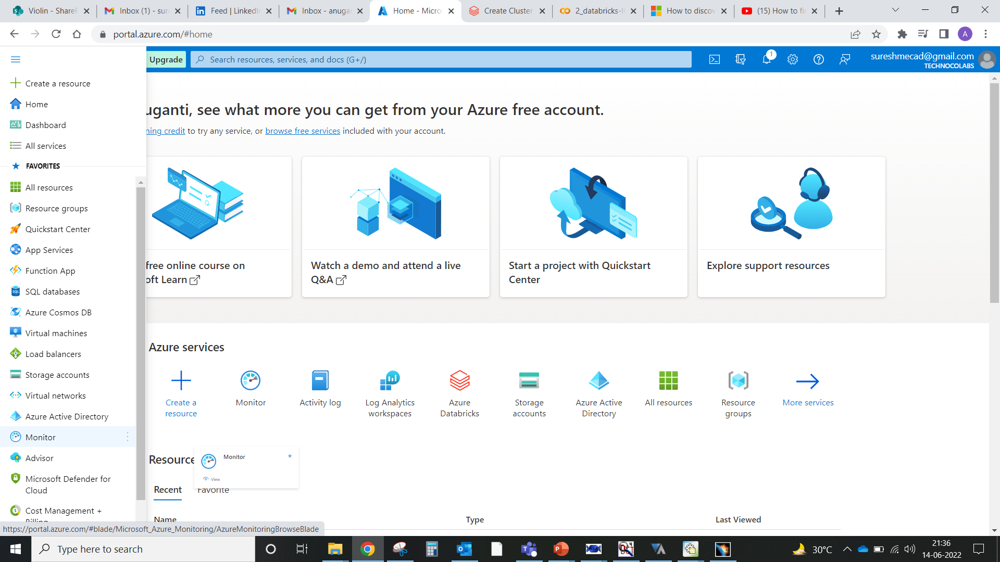 Violin - ShareP
Inbox (1) - sur
Feed | LinkedIn
Inbox - anugan
Home - Micros
Create Cluster
2_databricks-I
How to discov
(15) How to fi
portal.azure.com/#home
A
Upgrade
Search resources, services, and docs (G+/)
1
sureshmecad@gmail.com
TECHNOCOLABS
Create a resource
Home
Dashboard
All services
FAVORITES
All resources
Resource groups
Quickstart Center
App Services
Function App
SQL databases
Azure Cosmos DB
Virtual machines
Load balancers
Storage accounts
Virtual networks
Azure Active Directory
Monitor
Advisor
Microsoft Defender for
Cloud
Cost Management +
Billing
uganti, see what more you can get from your Azure free account.
ning credit to try any service, or browse free services included with your account.
free online course on
oft Learn
Watch a demo and attend a live
Q&A
Start a project with Quickstart
Center
Explore support resources
Azure services
Create a
resource
Monitor
Activity log
Log Analytics
workspaces
Azure
Databricks
Storage
accounts
Azure Active
Directory
All resources
Resource
groups
More services
Resource
Monitor
View
Recent
Favorite
Name
Type
Last Viewed
https://portal.azure.com/#blade/Microsoft_Azure_Monitoring/AzureMonitoringBrowseBlade
Type here to search
30°C
21:36
14-06-2022